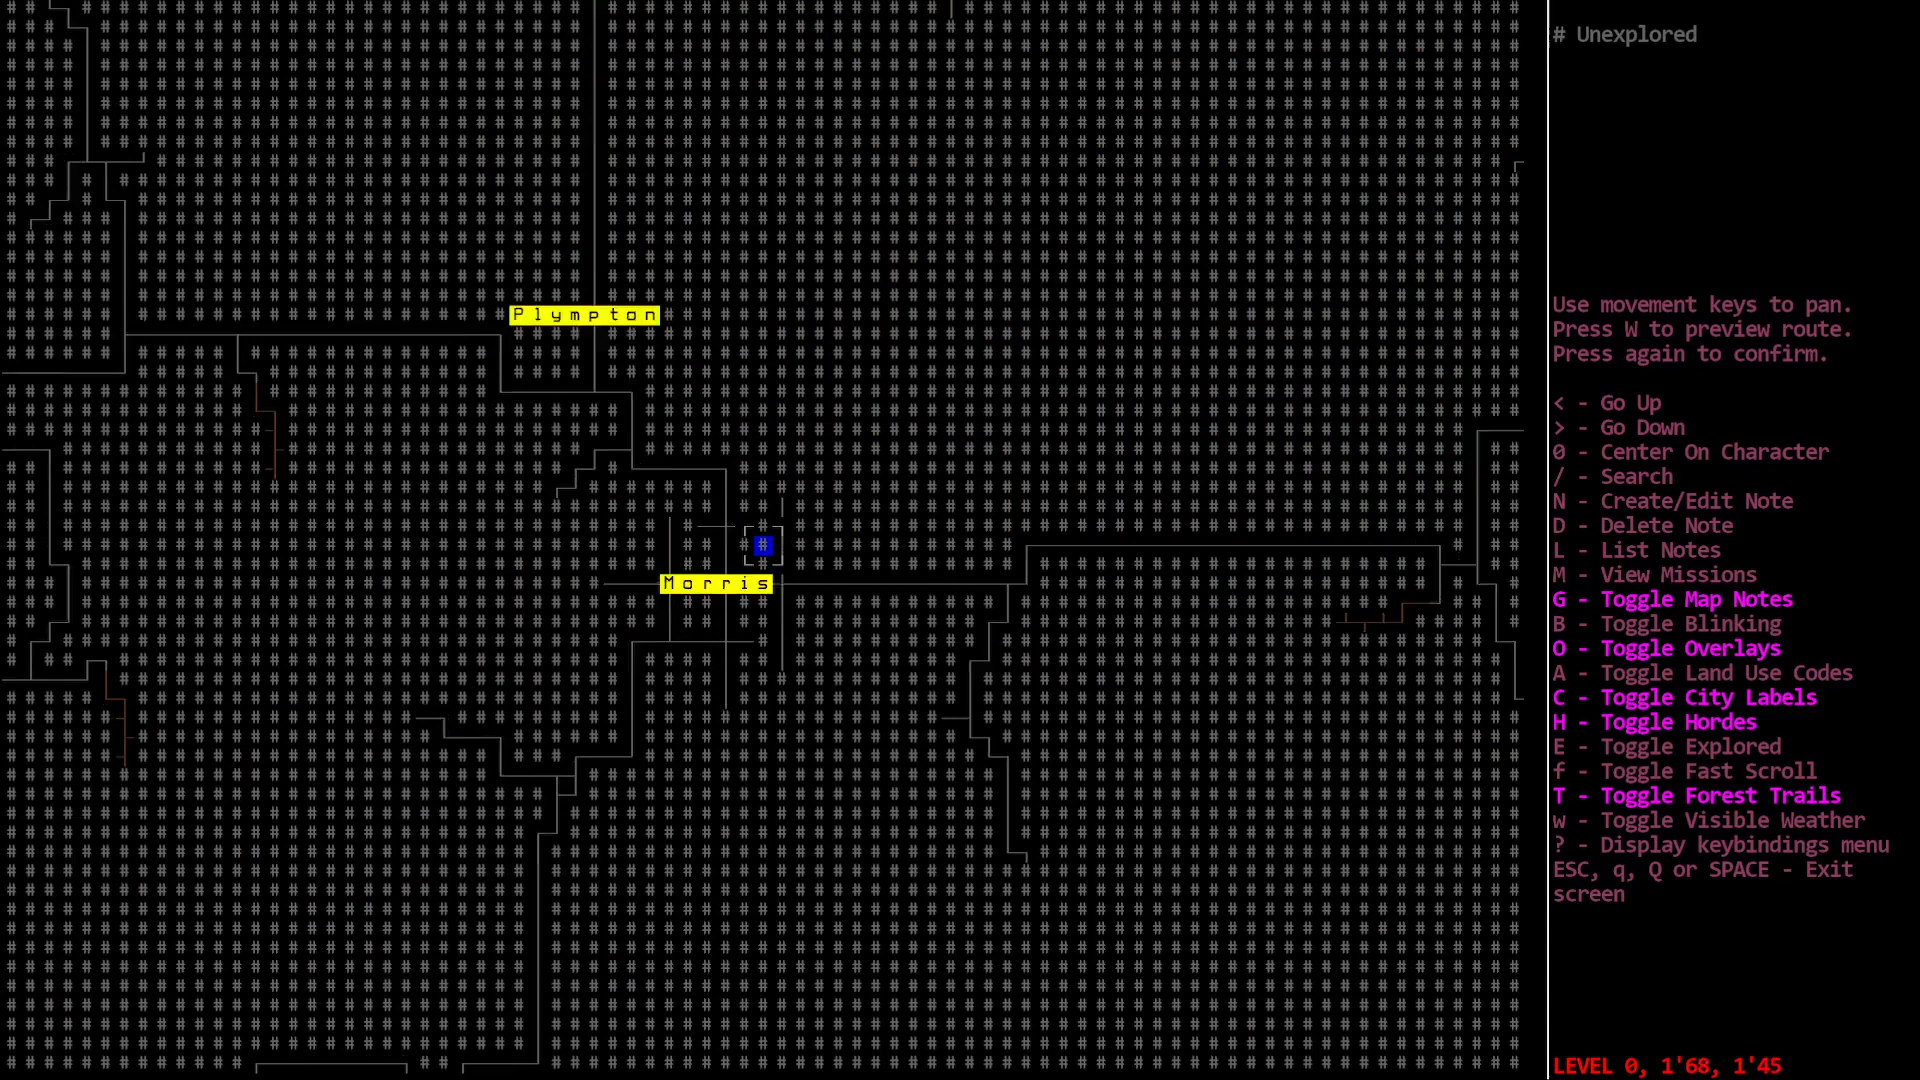 # Unexplored
Plympton
Morris
Use movement keys to pan.
Press W to preview route.
Press again to confirm.
< - Go Up
> - Go Down
0 - Center On Character
/ - Search
N - Create/Edit Note
D - Delete Note
L - List Notes
M - View Missions
G - Toggle Map Notes
B - Toggle Blinking
O - Toggle Overlays
A - Toggle Land Use Codes
C - Toggle City Labels
H - Toggle Hordes
E - Toggle Explored
f - Toggle Fast Scroll
T - Toggle Forest Trails
w - Toggle Visible Weather
? - Display keybindings menu
ESC, q, Q or SPACE - Exit
screen
LEVEL 0, 1'68, 1'45